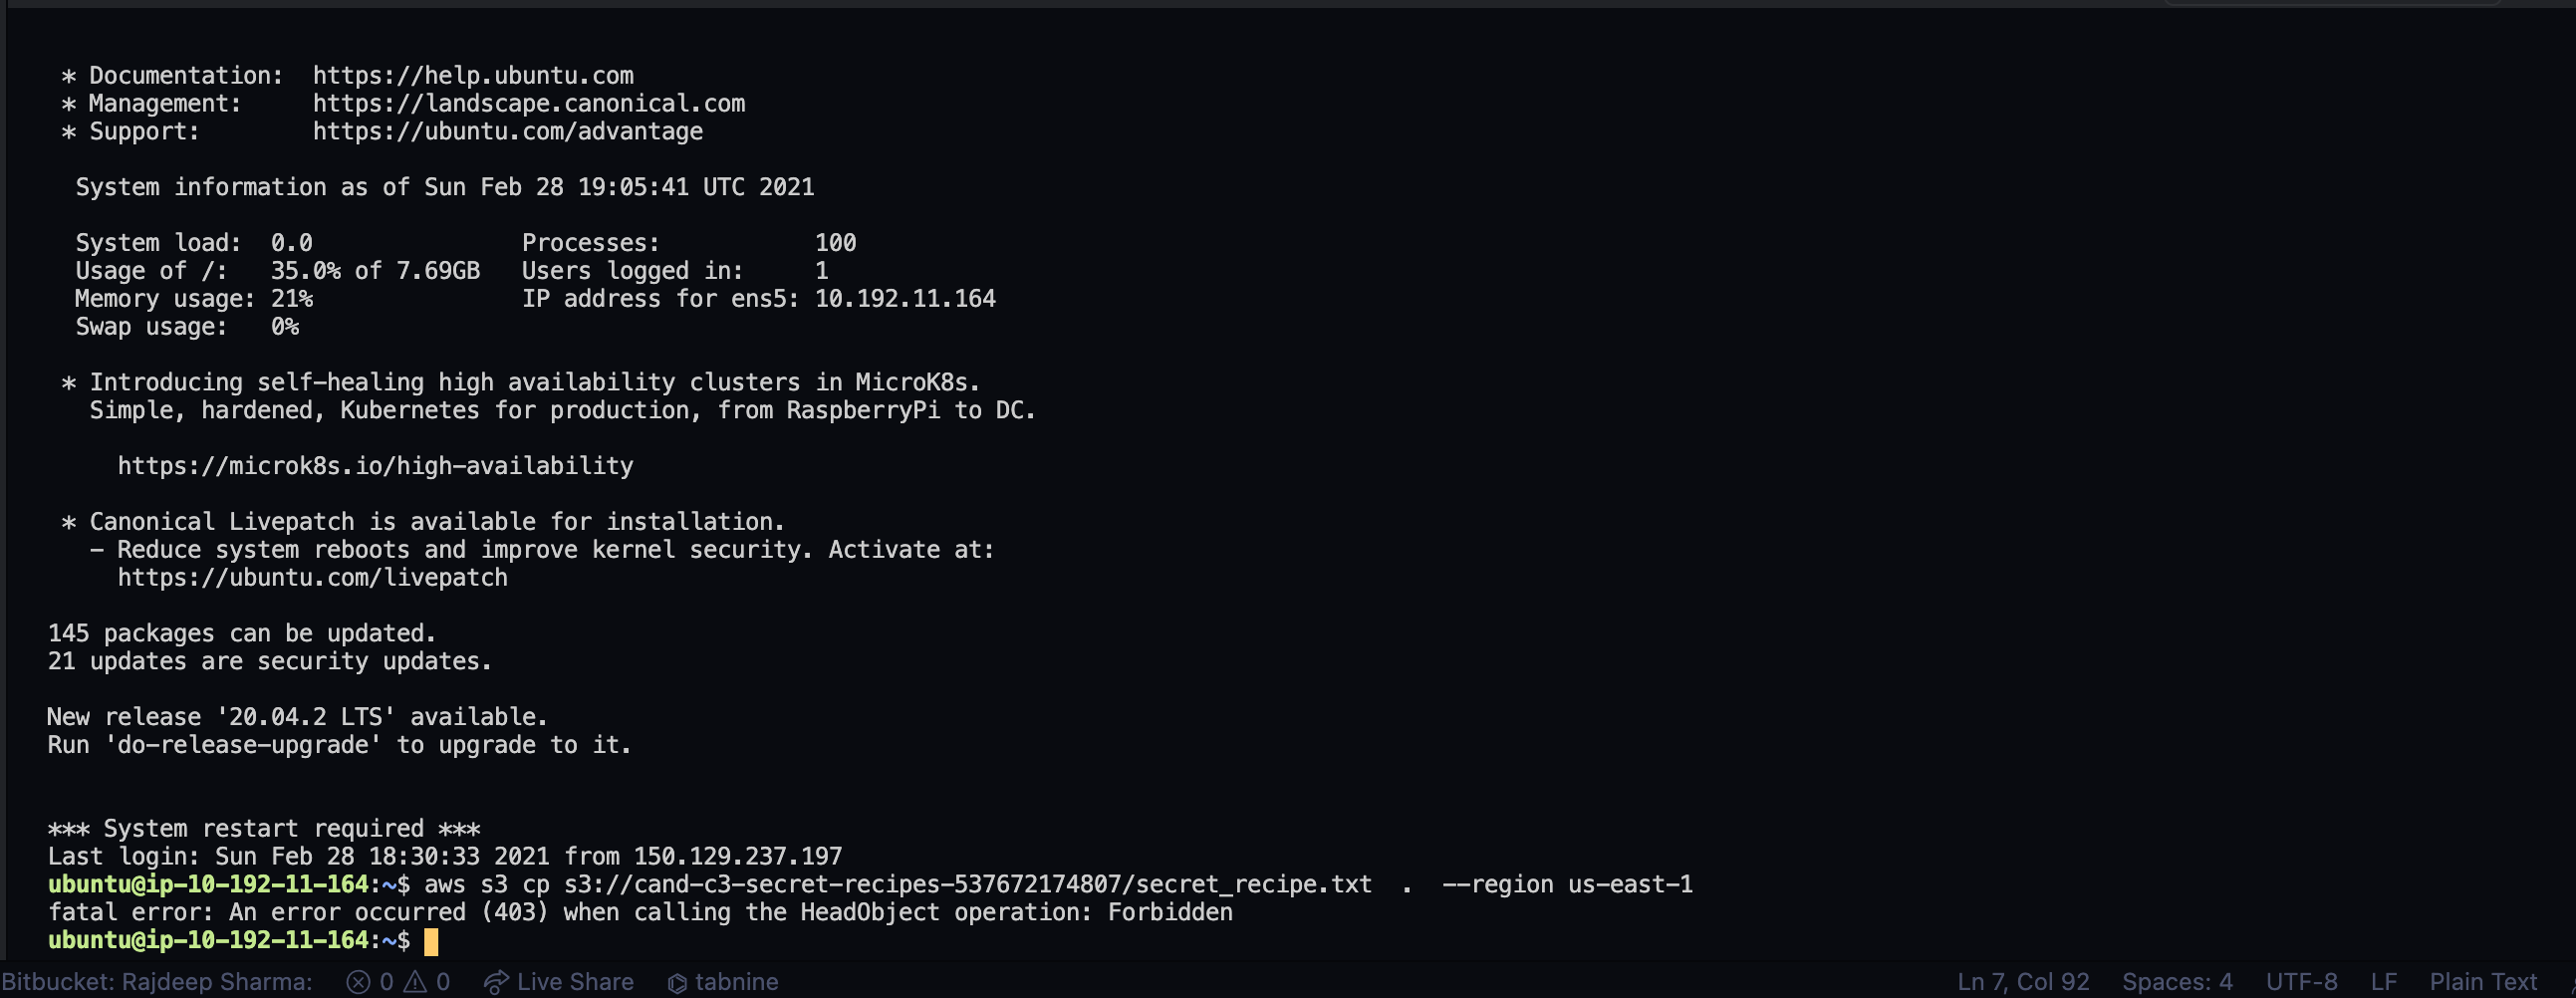 * Documentation:  https://help.ubuntu.com
* Management:     https://landscape.canonical.com
* Support:        https://ubuntu.com/advantage
System information as of Sun Feb 28 19:05:41 UTC 2021
System load:  0.0               Processes:           100
Usage of /:   35.0% of 7.69GB   Users logged in:     1
Memory usage: 21%               IP address for ens5: 10.192.11.164
Swap usage:   0%
* Introducing self-healing high availability clusters in MicroK8s.
Simple, hardened, Kubernetes for production, from RaspberryPi to DC.
https://microk8s.io/high-availability
* Canonical Livepatch is available for installation.
- Reduce system reboots and improve kernel security. Activate at:
https://ubuntu.com/livepatch
145 packages can be updated.
21 updates are security updates.
New release '20.04.2 LTS' available.
Run 'do-release-upgrade' to upgrade to it.
*** System restart required ***
Last login: Sun Feb 28 18:30:33 2021 from 150.129.237.197
ubuntu@ip-10-192-11-164:~$ aws s3 cp s3://cand-c3-secret-recipes-537672174807/secret_recipe.txt  .  --region us-east-1
fatal error: An error occurred (403) when calling the HeadObject operation: Forbidden
ubuntu@ip-10-192-11-164:~$
Bitbucket: Rajdeep Sharma:  0  0  Live Share  tabnine  Ln 7, Col 92  Spaces: 4  UTF-8  LF  Plain Text